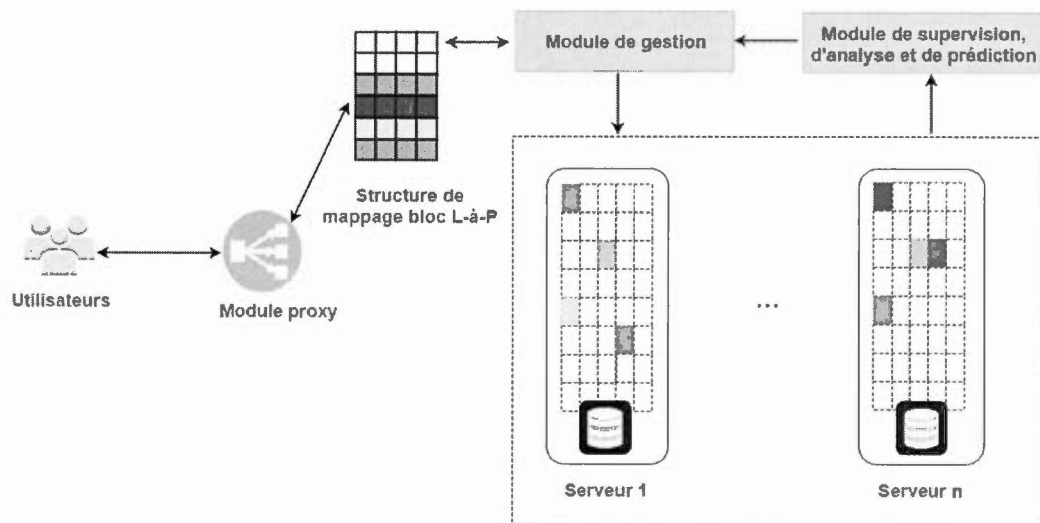 Module de gestion
Module de supervision,
d'analyse et de prédiction
Structure de
mappage bloc L-à-P
Utilisateurs
Module proxy
...
Serveur 1
Serveur n